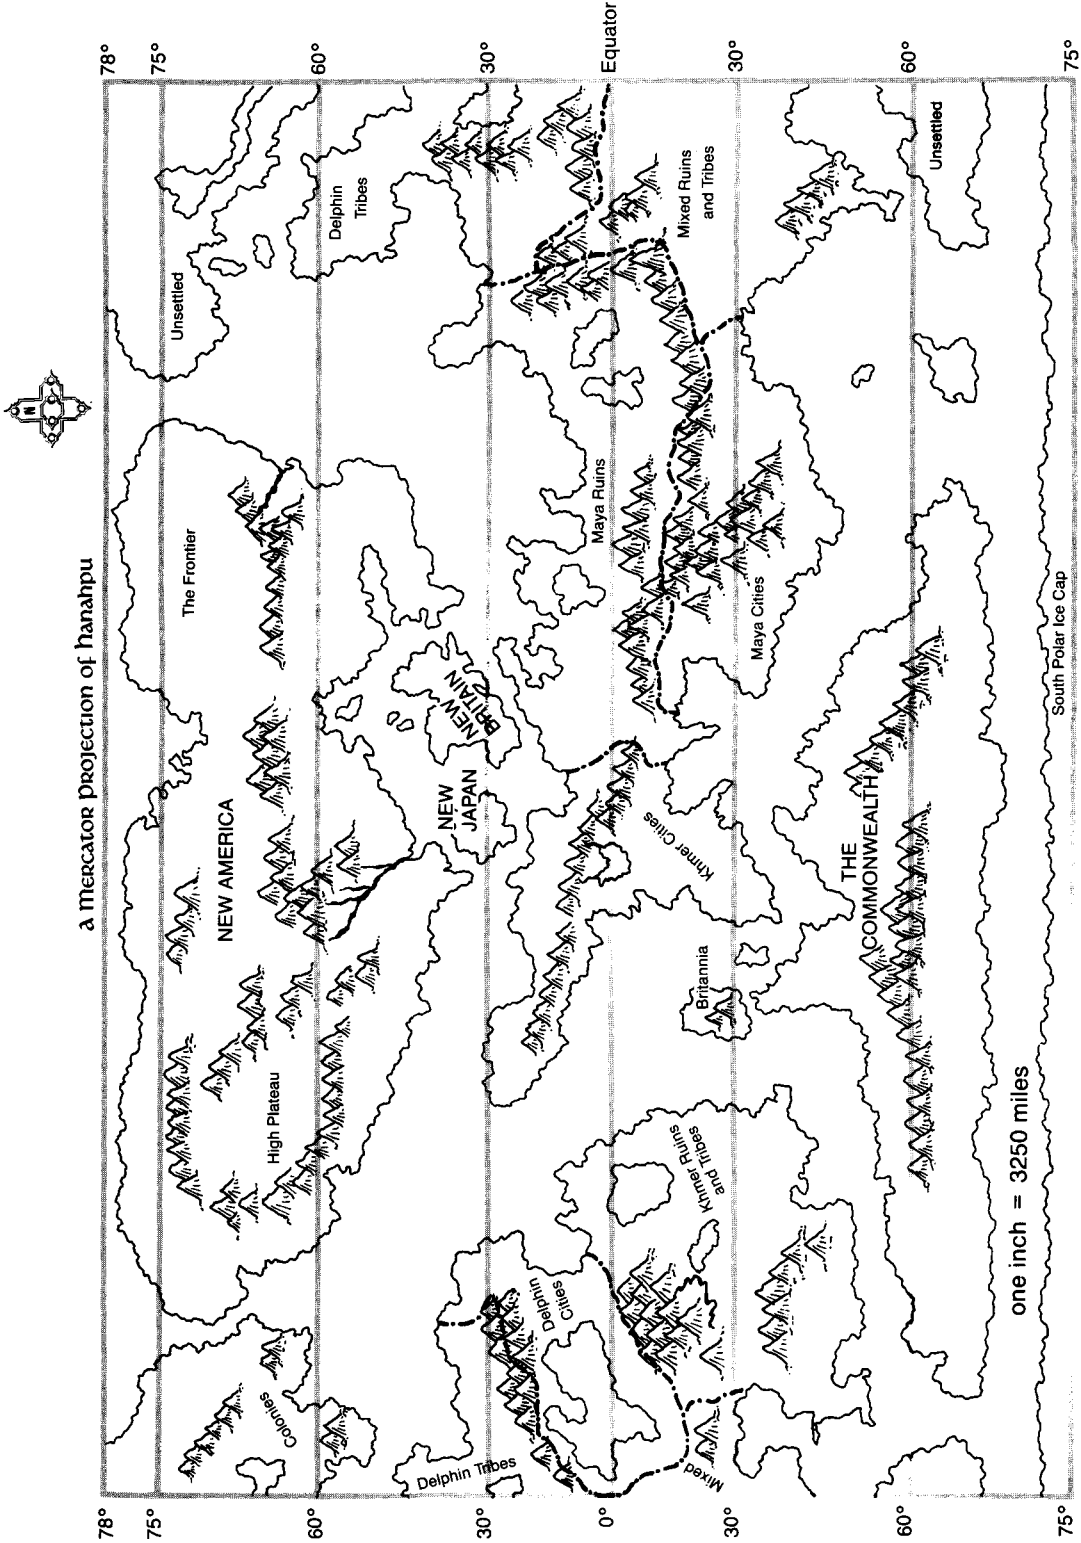 a Mercator projection of hanahpu
N
78°
75°
60°
30°
Equator
30°
60°
75°
Unsettled
Delphin
Tribes
Mixed Ruins
and Tribes
Unsettled
The Frontier
Maya Ruins
Maya Cities
NEW
BRITAIN
NEW
JAPAN
NEW AMERICA
Khmer Cities
THE
COMMONWEALTH
Britannia
High Plateau
Khmer Ruins
and Tribes
Delphin
Cities
Colonies
Delphin Tribes
Mixed
South Polar Ice Cap
one inch = 3250 miles
78°
75°
60°
30°
0
30°
60°
75°